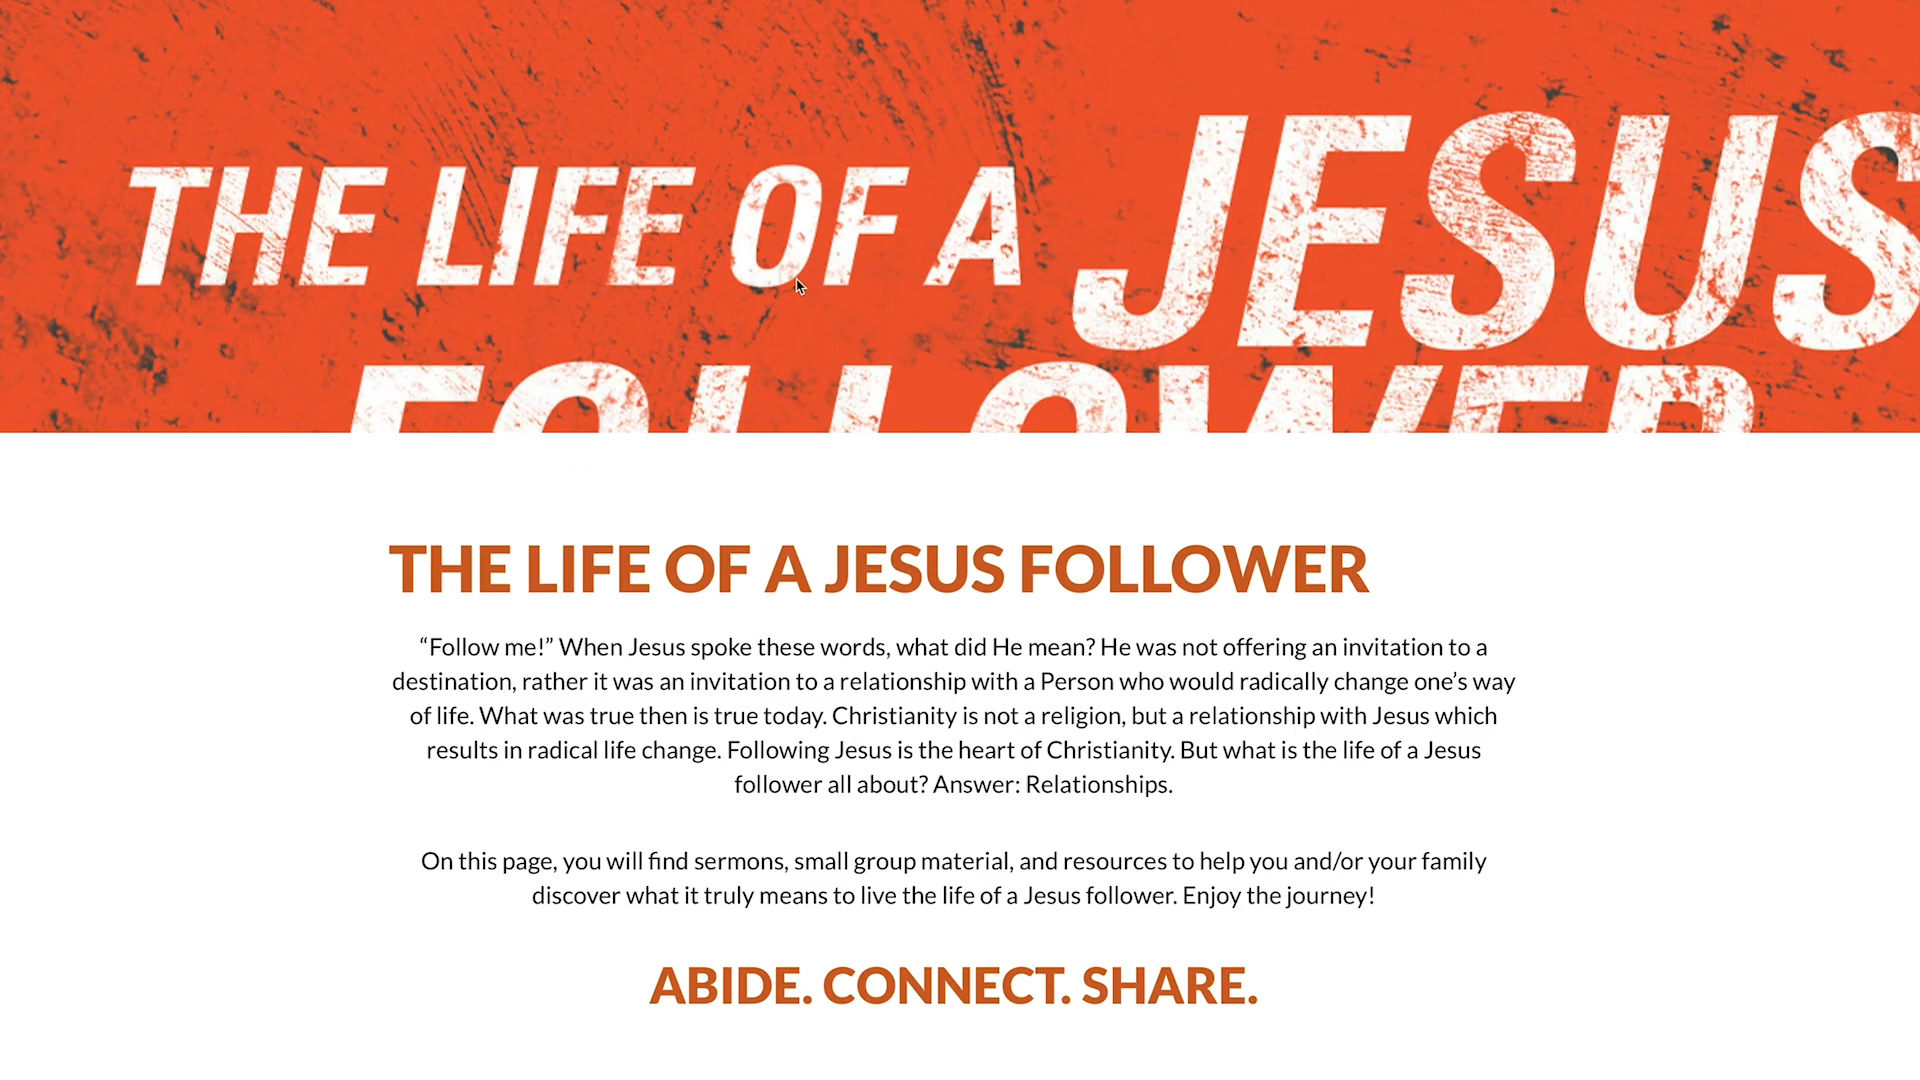 THE LIFE OF A JESUS
FOLLOWER
THE LIFE OF A JESUS FOLLOWER
“Follow me!” When Jesus spoke these words, what did He mean? He was not offering an invitation to a
destination, rather it was an invitation to a relationship with a Person who would radically change one’s way
of life. What was true then is true today. Christianity is not a religion, but a relationship with Jesus which
results in radical life change. Following Jesus is the heart of Christianity. But what is the life of a Jesus
follower all about? Answer: Relationships.
On this page, you will find sermons, small group material, and resources to help you and/or your family
discover what it truly means to live the life of a Jesus follower. Enjoy the journey!
ABIDE. CONNECT. SHARE.